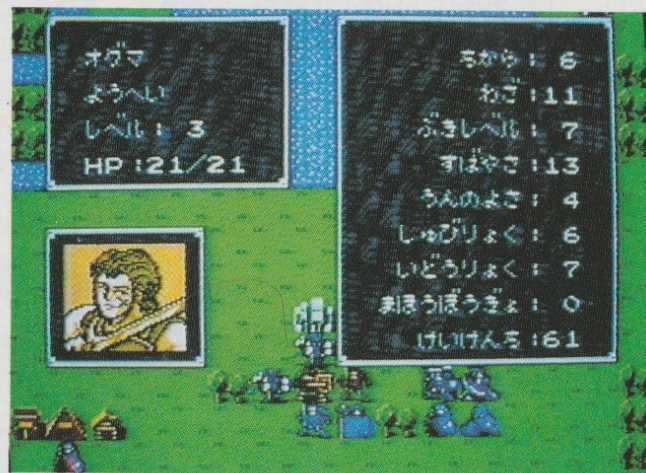 オグマ
ようへい
レベル: 3
HP:21/21
ちから: 6
わざ:11
ぶきレベル: 7
すばやさ:13
うんのよさ: 4
しゅびりょく: 6
いどうりょく: 7
まほうぼうぎょ: 0
けいけんち:61